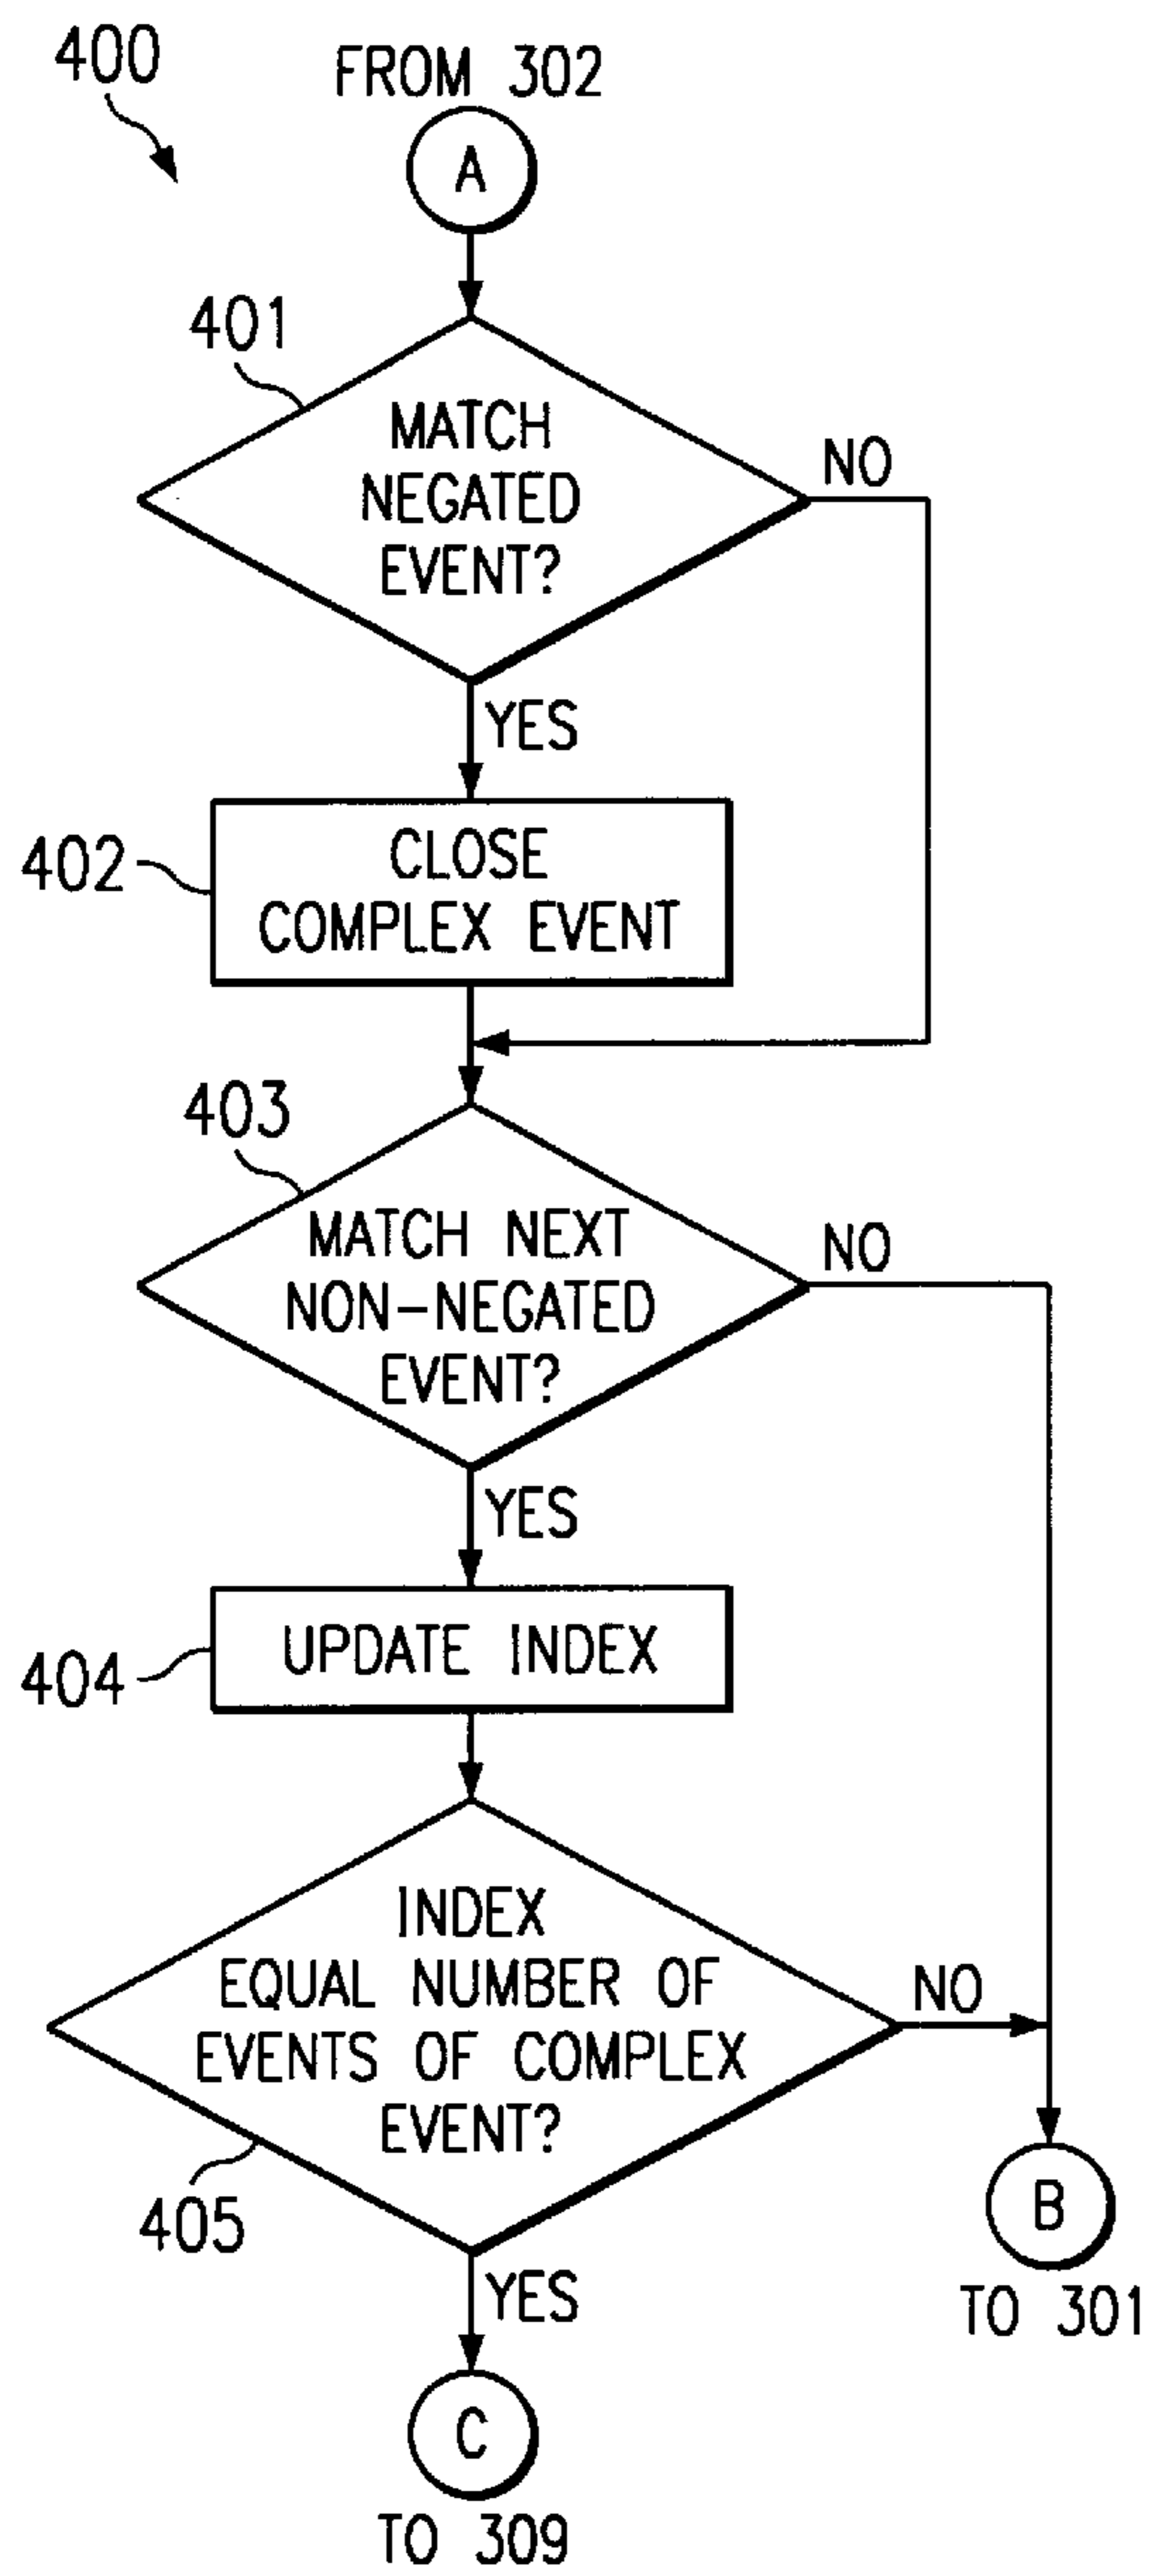 400
FROM 302
A
401
MATCH
NEGATED
EVENT?
NO
YES
402
CLOSE
COMPLEX EVENT
403
MATCH NEXT
NON-NEGATED
EVENT?
NO
YES
404
UPDATE INDEX
INDEX
EQUAL NUMBER OF
EVENTS OF COMPLEX
EVENT?
NO
405
YES
B
TO 301
C
TO 309